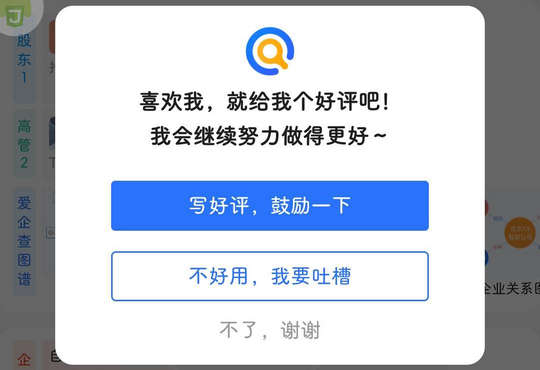 喜欢我，就给我个好评吧！
我会继续努力做得更好~
写好评，鼓励一下
不好用，我要吐槽
不了，谢谢
股东1
高管2
爱企查图谱
企业关系图
企